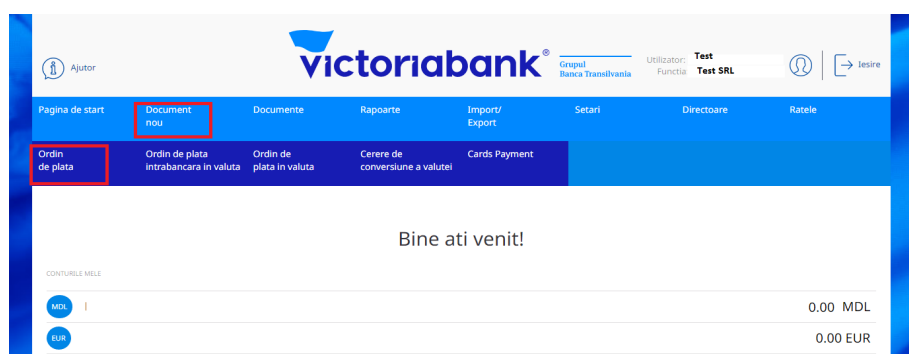 Ajutor
victoriabank®
Grupul
Banca Transilvania
Utilizator: Test
Functia Test SRL
Iesire
Pagina de start
Document
nou
Documente
Rapoarte
Import/
Export
Setari
Directoare
Ratele
Ordin
de plata
Ordin de plata
intrabancara in valuta
Ordin de
plata in valuta
Cerere de
conversiune a valutei
Cards Payment
Bine ati venit!
CONTURILE MELE
MDL
0.00 MDL
EUR
0.00 EUR